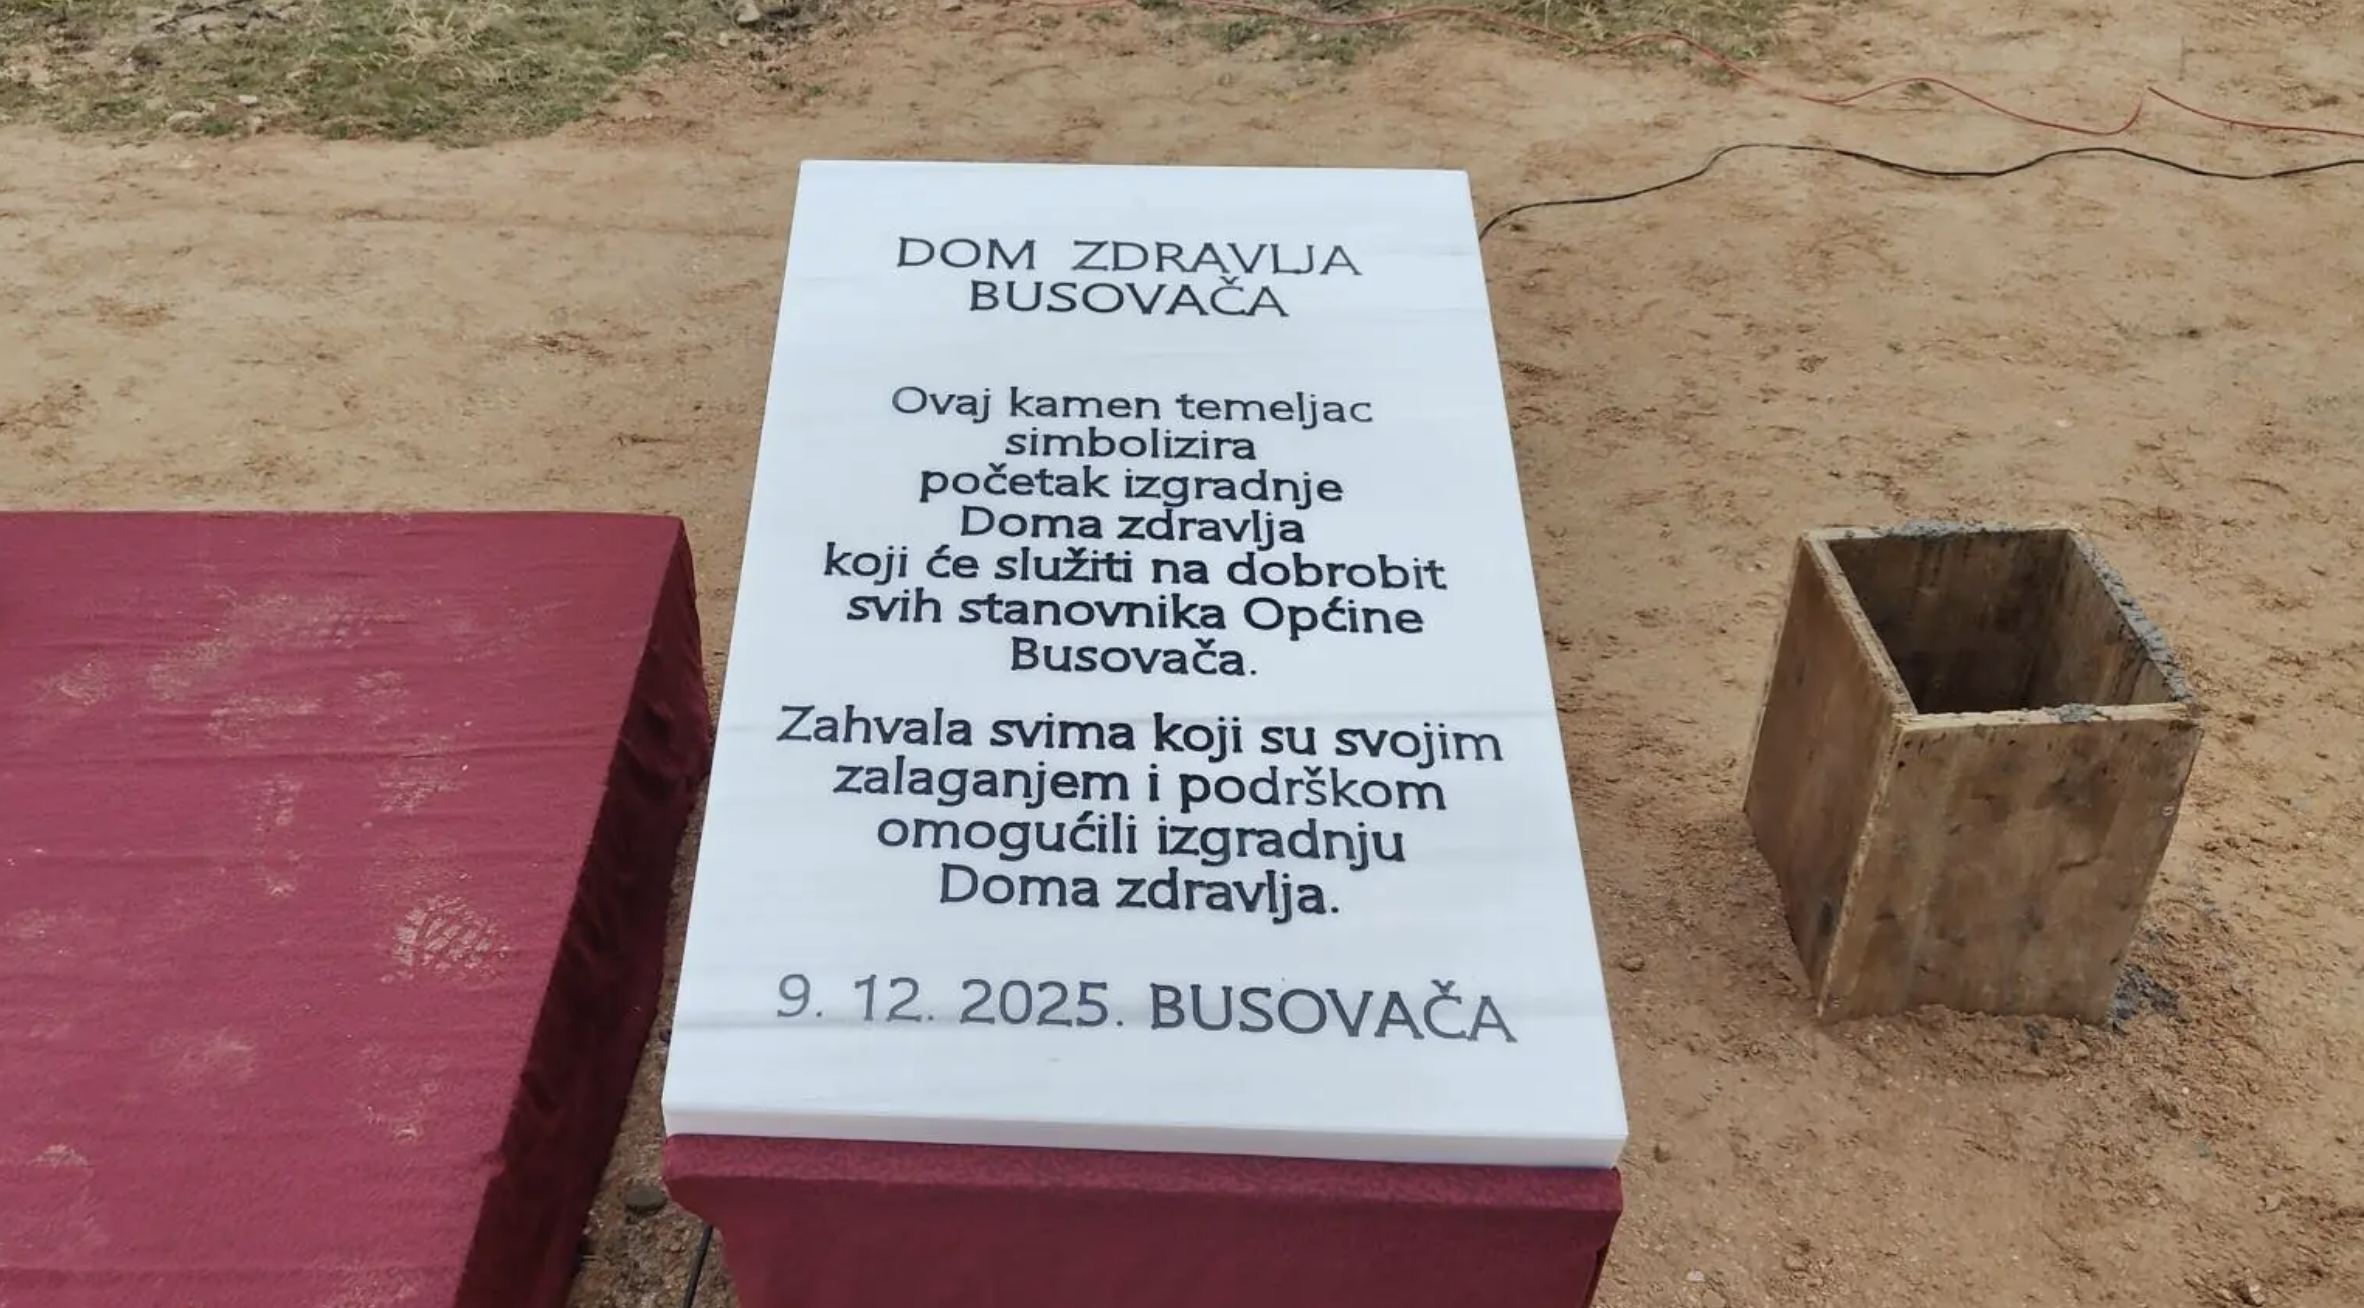 DOM ZDRAVLJA
BUSOVAČA
Ovaj kamen temeljac
simbolizira
početak izgradnje
Doma zdravlja
koji će služiti na dobrobit
svih stanovnika Općine
Busovača.
Zahvala svima koji su svojim
zalaganjem i podrškom
omogućili izgradnju
Doma zdravlja.
9. 12. 2025. BUSOVAČA